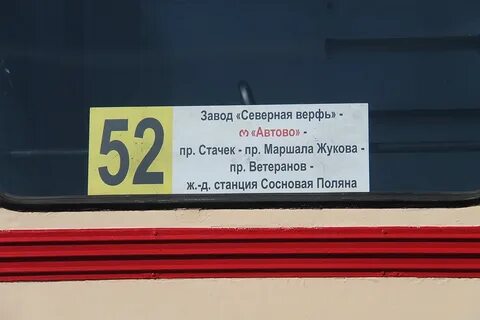 52
Завод «Северная верфь» -
«Автово» -
пр. Стачек - пр. Маршала Жукова -
пр. Ветеранов -
ж.-д. станция Сосновая Поляна